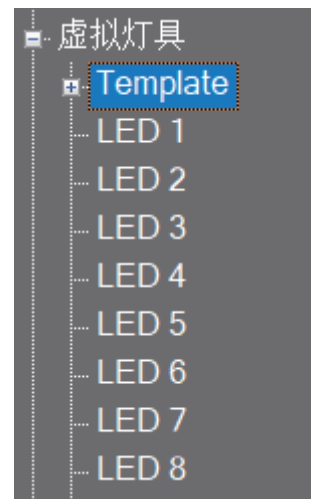 虚拟灯具
Template
LED 1
LED 2
LED 3
LED 4
LED 5
LED 6
LED 7
LED 8